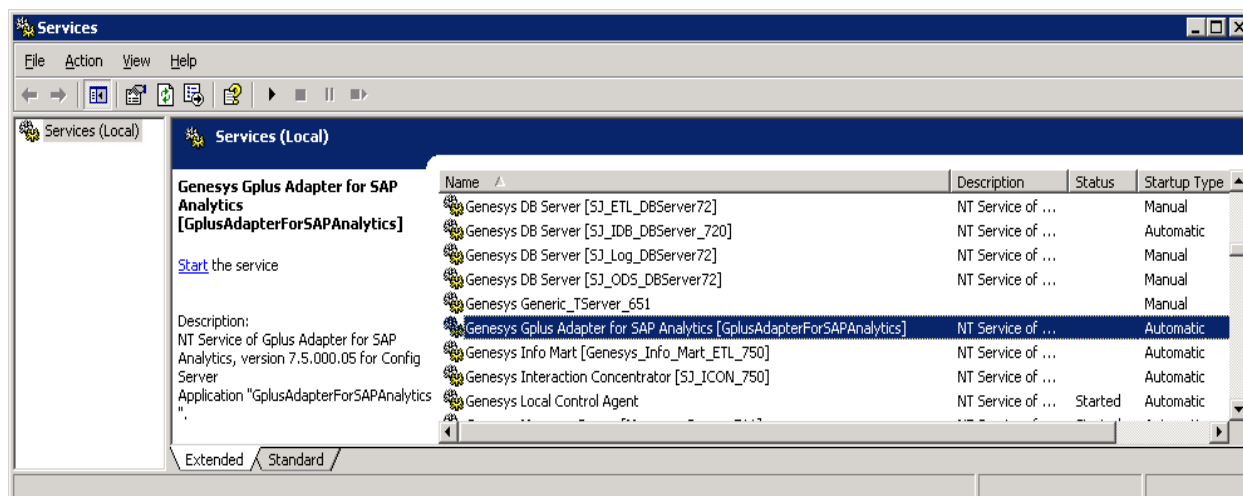 Services
File Action View Help
Services (Local)
Services (Local)
Genesys Gplus Adapter for SAP
Analytics
[GplusAdapterForSAPAnalytics]
Start the service
Description:
NT Service of Gplus Adapter for SAP
Analytics, version 7.5.000.05 for Config
Server
Application "GplusAdapterForSAPAnalytics
".
Name Description Status Startup Type
Genesys DB Server [SJ_ETL_DBServer72] NT Service of ... Manual
Genesys DB Server [SJ_IDB_DBServer_720] NT Service of ... Automatic
Genesys DB Server [SJ_Log_DBServer72] NT Service of ... Manual
Genesys DB Server [SJ_ODS_DBServer72] NT Service of ... Manual
Genesys Generic_TServer_651 Manual
Genesys Gplus Adapter for SAP Analytics [GplusAdapterForSAPAnalytics] NT Service of ... Automatic
Genesys Info Mart [Genesys_Info_Mart_ETL_750] NT Service of ... Automatic
Genesys Interaction Concentrator [SJ_ICON_750] NT Service of ... Automatic
Genesys Local Control Agent NT Service of ... Started Automatic
Extended Standard